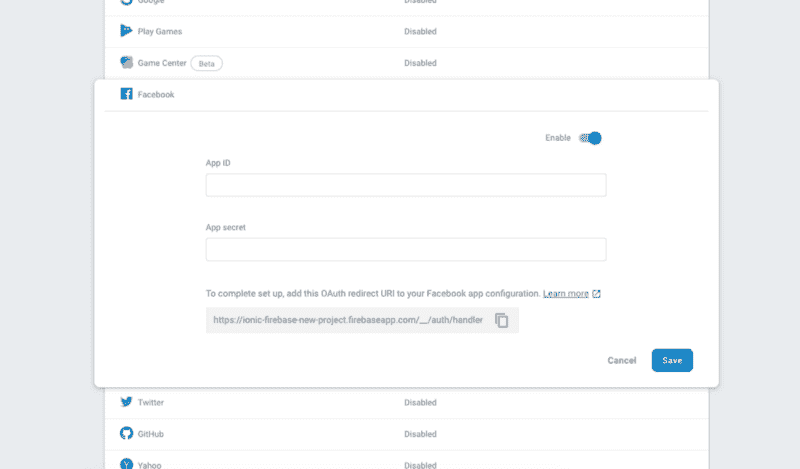 Google Disabled
Play Games Disabled
Game Center Beta Disabled
Facebook
Enable
App ID
App secret
To complete set up, add this OAuth redirect URI to your Facebook app configuration. Learn more
https://ionic-firebase-new-project.firebaseapp.com/__/auth/handler
Cancel Save
Twitter Disabled
GitHub Disabled
Yahoo Disabled